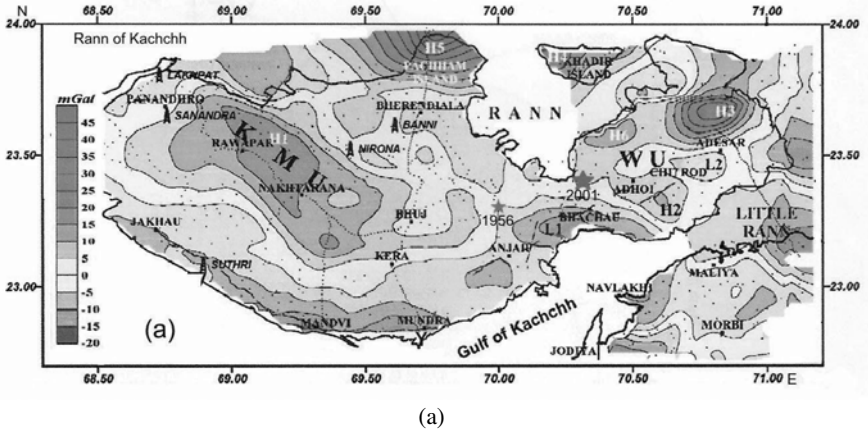 N
68.50 69.00 69.50 70.00 70.50 71.00
24.00 24.00
Rann of Kachchh
H5
PACHHAM
ISLAND
KHADIR
ISLAND
LAKHPAT
mGal
PANANDHRO
SANANDRA
BHERENDIALA
RANN
H3
45
40
35
30
25
20
15
10
5
0
-5
-10
-15
-20
KMU
H1
BANNI
H6
ADESAR
RAWAPAR
NIRONA
WU
L2
23.50 23.50
CHITROD
2
NAKHTARANA
2001
ADHOI
BHUJ
1956
BHACHAU
H2
LITTLE
RANN
JAKHAU
L1
SUTHRI
KERA
ANJAR
MALIYA
23.00 23.00
NAVLAKHI
(a)
MANDVI
MUNDRA
Gulf of Kachchh
MORBI
JODIYA
68.50 69.00 69.50 70.00 70.50 71.00 E
(a)